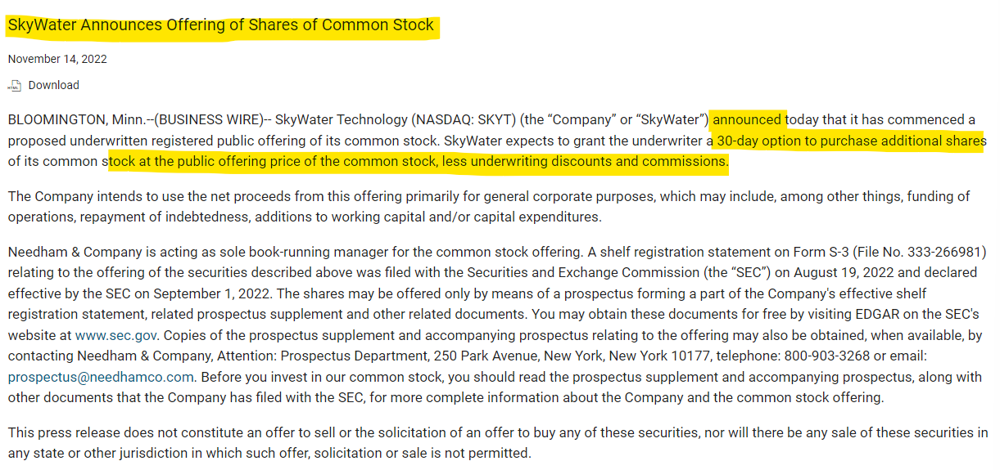 SkyWater Announces Offering of Shares of Common Stock
November 14, 2022
HTML Download
BLOOMINGTON, Minn.--(BUSINESS WIRE)-- SkyWater Technology (NASDAQ: SKYT) (the “Company” or “SkyWater”) announced today that it has commenced a
proposed underwritten registered public offering of its common stock. SkyWater expects to grant the underwriter a 30-day option to purchase additional shares
of its common stock at the public offering price of the common stock, less underwriting discounts and commissions.
The Company intends to use the net proceeds from this offering primarily for general corporate purposes, which may include, among other things, funding of
operations, repayment of indebtedness, additions to working capital and/or capital expenditures.
Needham & Company is acting as sole book-running manager for the common stock offering. A shelf registration statement on Form S-3 (File No. 333-266981)
relating to the offering of the securities described above was filed with the Securities and Exchange Commission (the “SEC”) on August 19, 2022 and declared
effective by the SEC on September 1, 2022. The shares may be offered only by means of a prospectus forming a part of the Company's effective shelf
registration statement, related prospectus supplement and other related documents. You may obtain these documents for free by visiting EDGAR on the SEC's
website at www.sec.gov. Copies of the prospectus supplement and accompanying prospectus relating to the offering may also be obtained, when available, by
contacting Needham & Company, Attention: Prospectus Department, 250 Park Avenue, New York, New York 10177, telephone: 800-903-3268 or email:
prospectus@needhamco.com. Before you invest in our common stock, you should read the prospectus supplement and accompanying prospectus, along with
other documents that the Company has filed with the SEC, for more complete information about the Company and the common stock offering.
This press release does not constitute an offer to sell or the solicitation of an offer to buy any of these securities, nor will there be any sale of these securities in
any state or other jurisdiction in which such offer, solicitation or sale is not permitted.